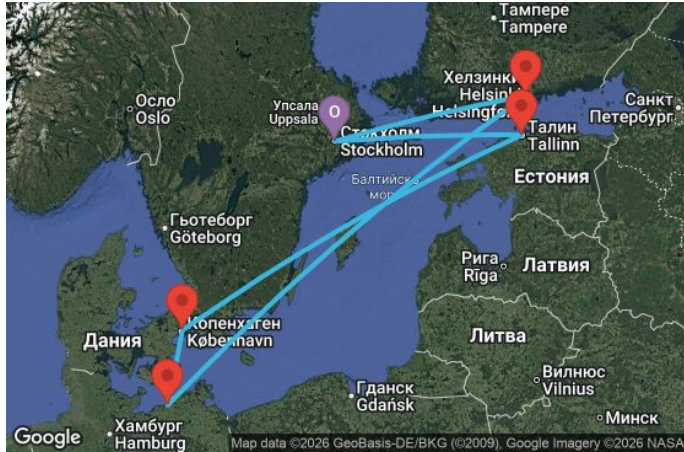 Тампере
Tampere
Хелзинки
Helsinki
Осло
Oslo
Упсала
Uppsala
O
Санкт
Петербург
Стокхолм
Stockholm
Талин
Tallinn
Балтийско
Естония
Гьотеборг
Göteborg
Рига
Rīga
Латвия
Копенхаген
København
Дания
Литва
Вилнюс
Vilnius
Гданск
Gdańsk
Минск
Хамбург
Hamburg
Google
Map data ©2026 GeoBasis-DE/BKG (©2009), Google Imagery ©2026 NASA